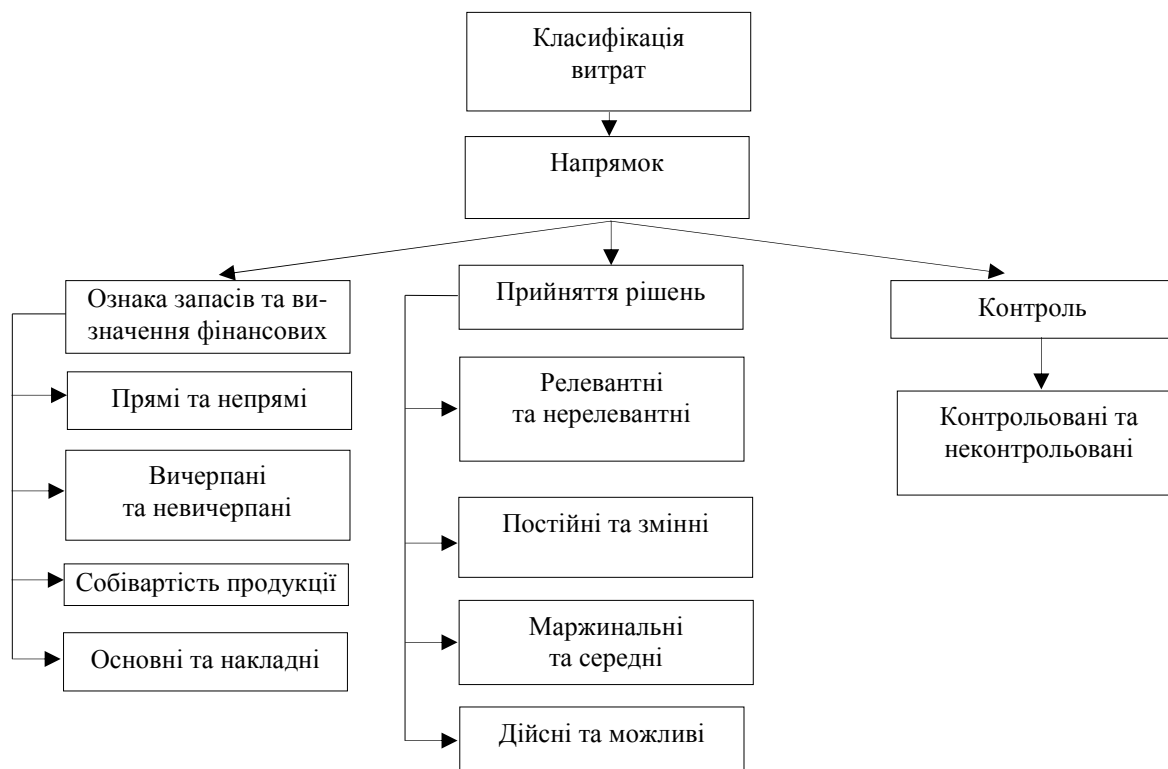 Класифікація
витрат
Напрямок
Ознака запасів та ви-
значення фінансових
Прийняття рішень
Контроль
Прямі та непрямі
Вичерпані
та невичерпані
Собівартість продукції
Основні та накладні
Релевантні
та нерелевантні
Постійні та змінні
Маржинальні
та середні
Дійсні та можливі
Контрольовані та
неконтрольовані